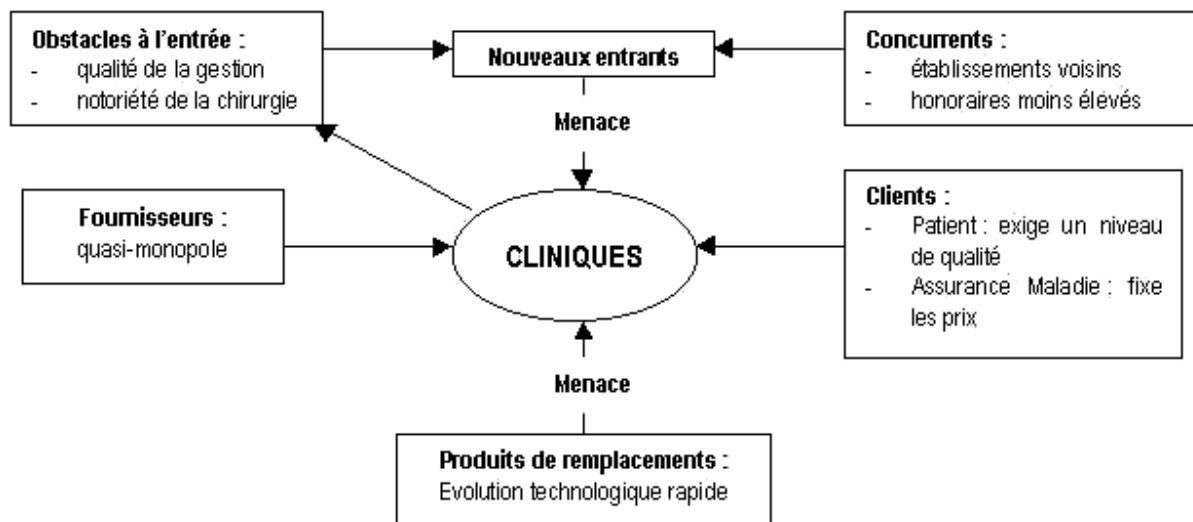 Obstacles à l'entrée :
- qualité de la gestion
- notoriété de la chirurgie
Nouveaux entrants
Concurrents :
- établissements voisins
- honoraires moins élevés
Menace
Fournisseurs :
quasi-monopole
CLINIQUES
Clients :
- Patient : exige un niveau
de qualité
- Assurance Maladie : fixe
les prix
Menace
Produits de remplacements :
Evolution technologique rapide